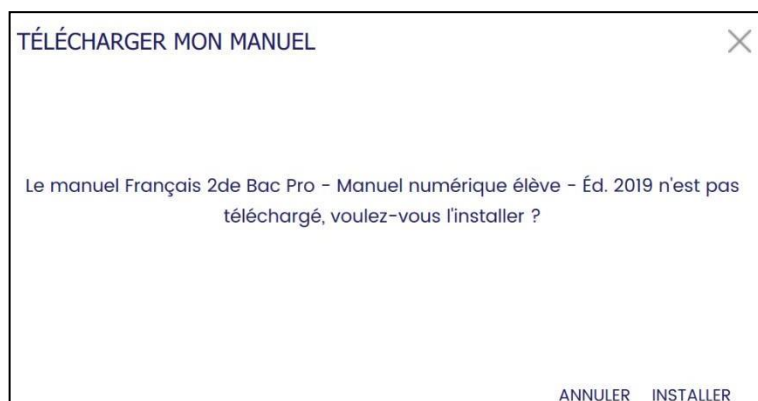 TÉLÉCHARGER MON MANUEL
Le manuel Français 2de Bac Pro - Manuel numérique élève - Éd. 2019 n'est pas
téléchargé, voulez-vous l'installer ?
ANNULER INSTALLER